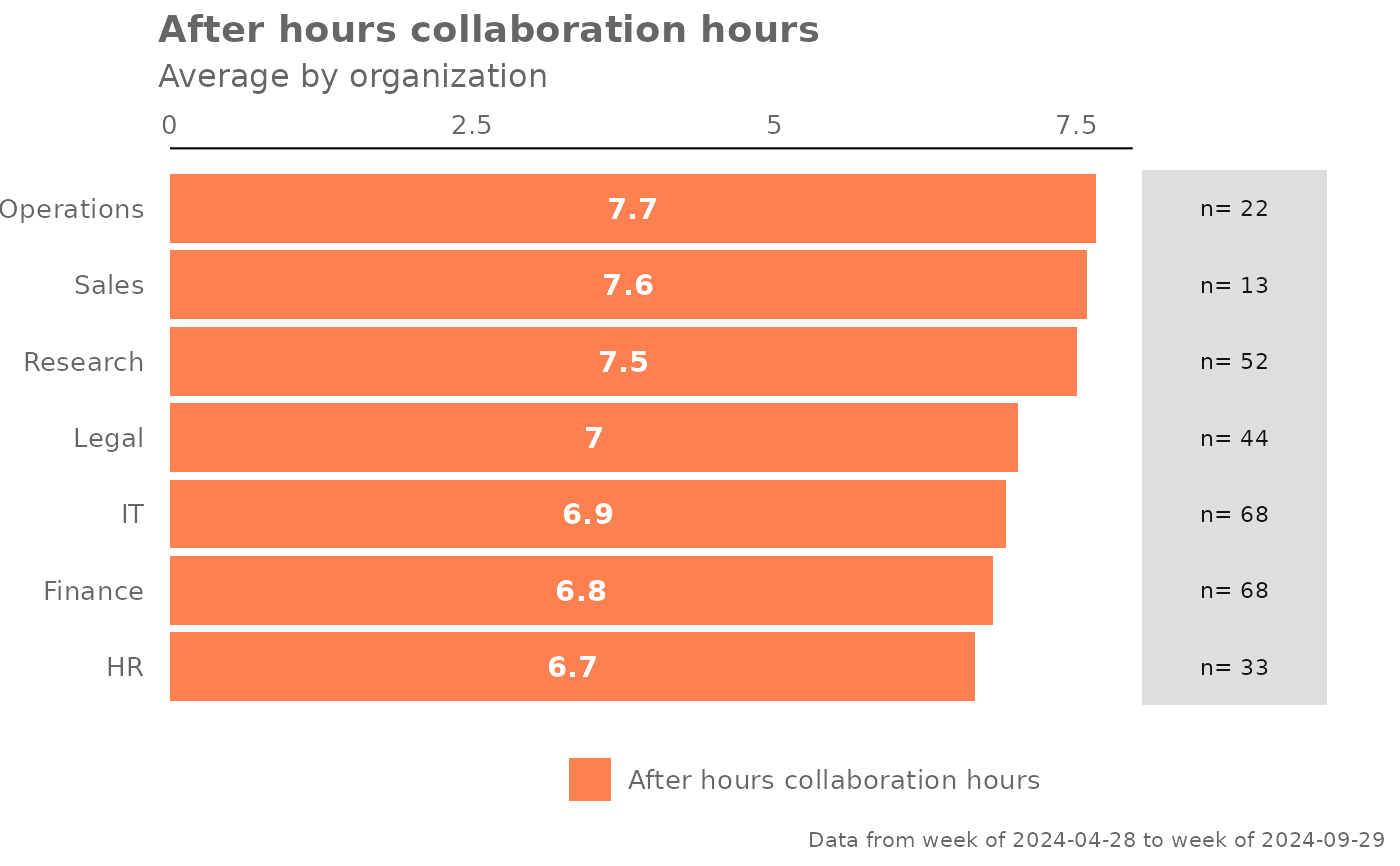 After hours collaboration hours
Average by organization
0 2.5 5 7.5
Operations 7.7 n= 22
Sales 7.6 n= 13
Research 7.5 n= 52
Legal 7 n= 44
IT 6.9 n= 68
Finance 6.8 n= 68
HR 6.7 n= 33
After hours collaboration hours
Data from week of 2024-04-28 to week of 2024-09-29